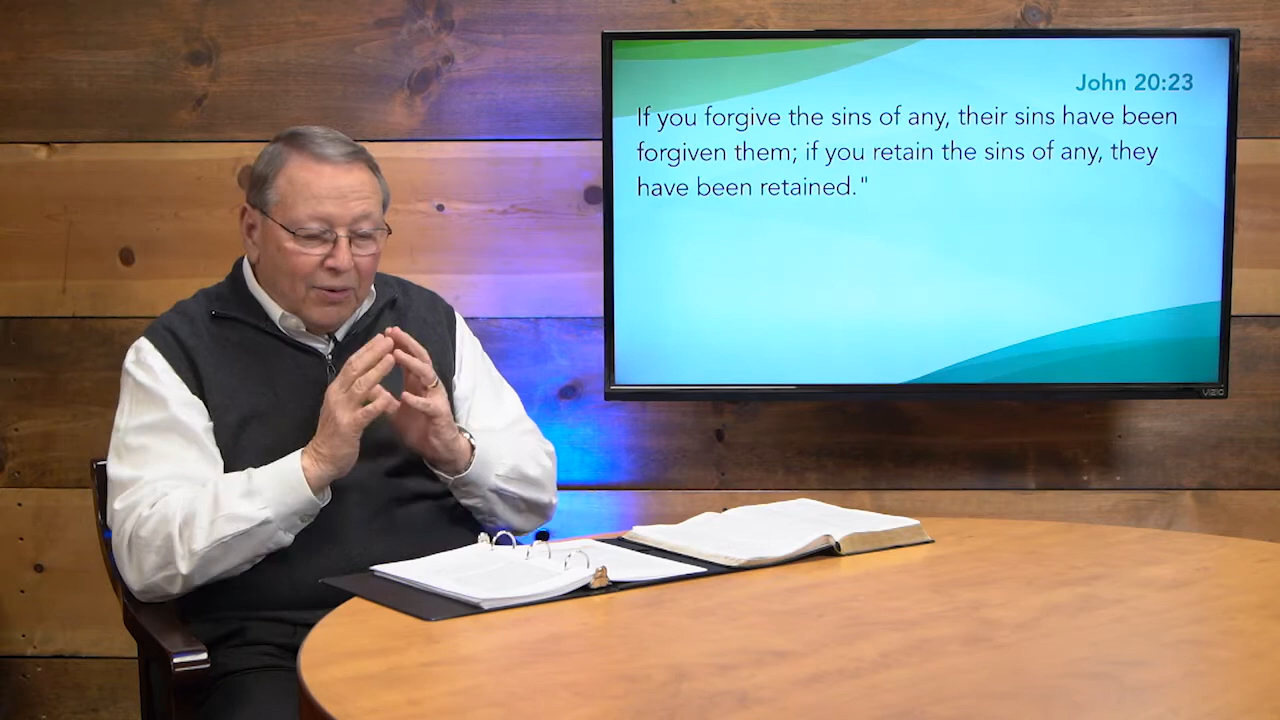 John 20:23
If you forgive the sins of any, their sins have been
forgiven them; if you retain the sins of any, they
have been retained."
VIZIO